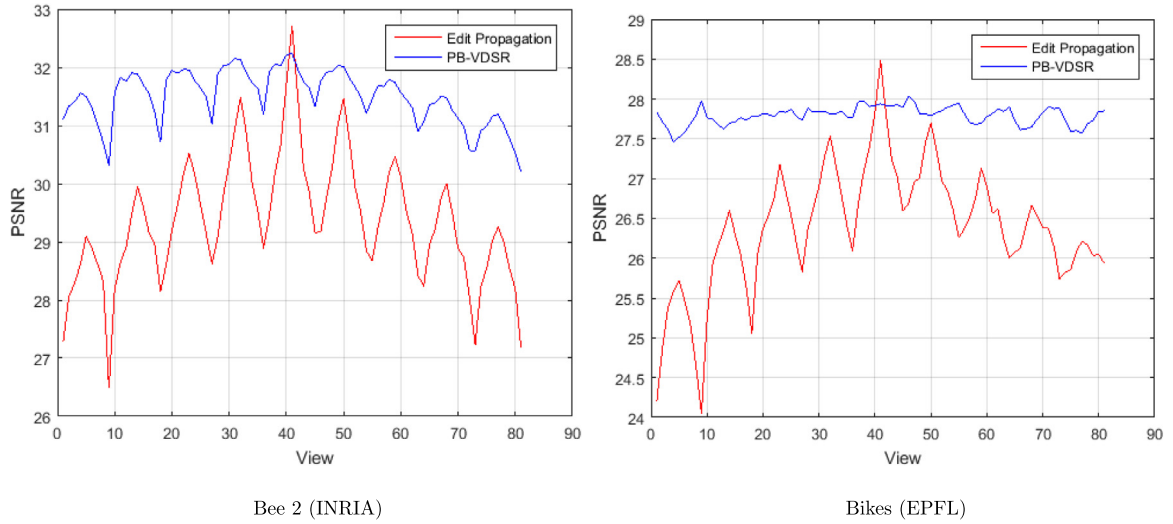 33
32
31
30
29
28
27
26
0 10 20 30 40 50 60 70 80 90
PSNR
View
Edit Propagation
PB-VDSR
Bee 2 (INRIA)
29
28.5
28
27.5
27
26.5
26
25.5
25
24.5
24
0 10 20 30 40 50 60 70 80 90
PSNR
View
Edit Propagation
PB-VDSR
Bikes (EPFL)